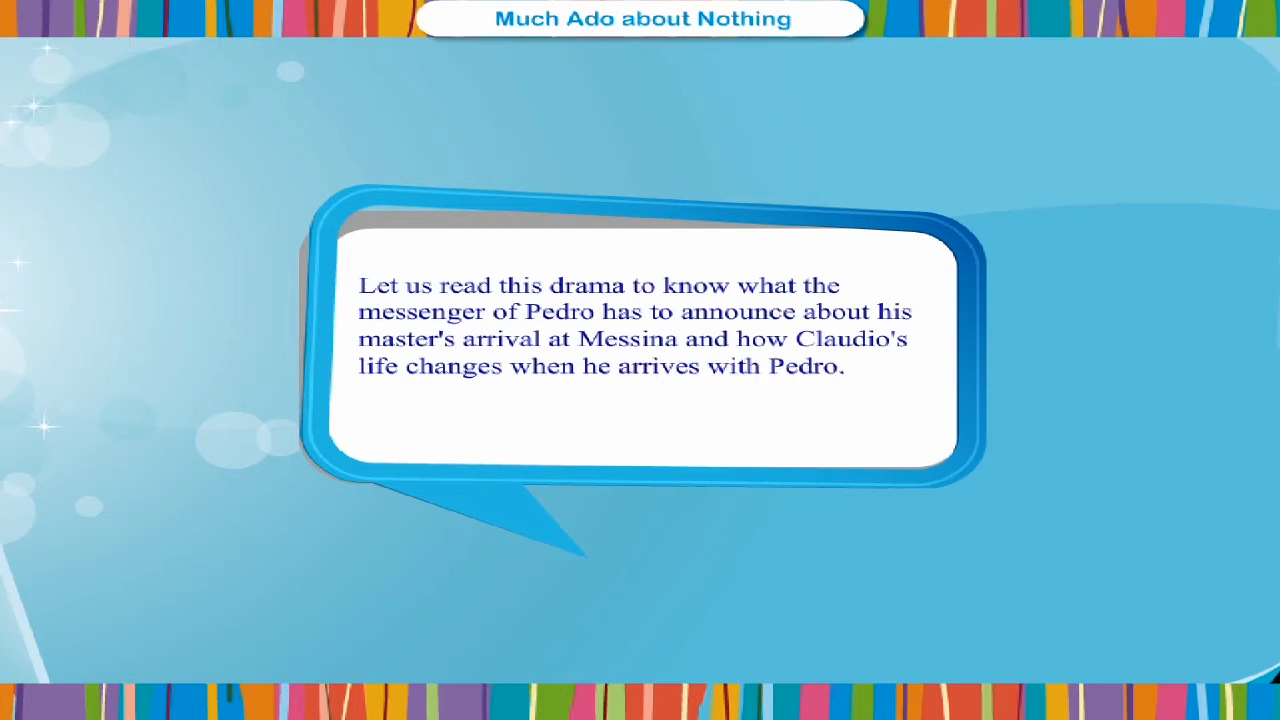 Much Ado about Nothing
Let us read this drama to know what the
messenger of Pedro has to announce about his
master's arrival at Messina and how Claudio's
life changes when he arrives with Pedro.